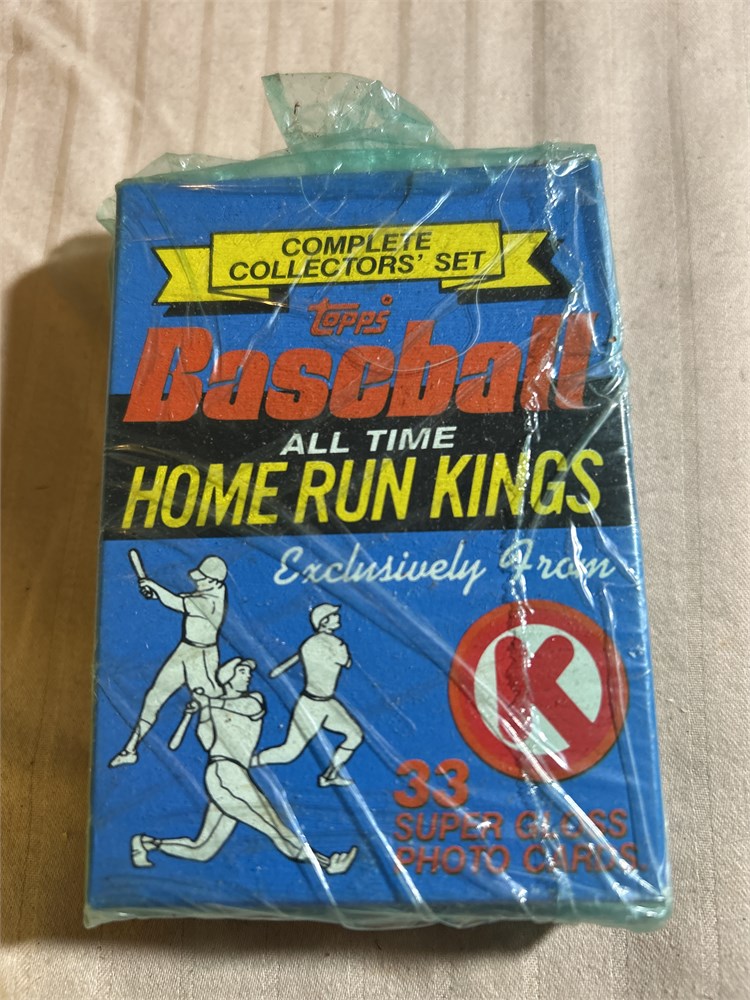 COMPLETE
COLLECTORS' SET
Topps®
Baseball
ALL TIME
HOME RUN KINGS
Exclusively From
K
33
SUPER GLOSS
PHOTO CARDS.